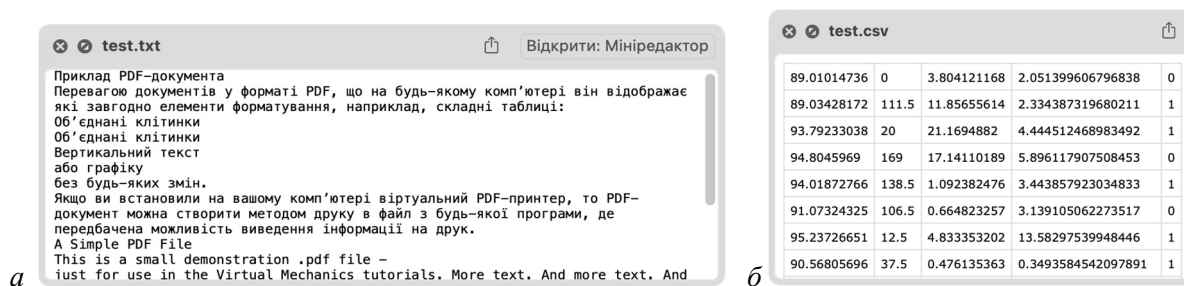 test.txt
Відкрити: Мініредактор
Приклад PDF-документа
Перевагою документів у форматі PDF, що на будь-якому комп’ютері він відображає
які завгодно елементи форматування, наприклад, складні таблиці:
Об’єднані клітинки
Об’єднані клітинки
Вертикальний текст
або графіку
без будь-яких змін.
Якщо ви встановили на вашому комп’ютері віртуальний PDF-принтер, то PDF-
документ можна створити методом друку в файл з будь-якої програми, де
передбачена можливість виведення інформації на друк.
A Simple PDF File
This is a small demonstration .pdf file -
just for use in the Virtual Mechanics tutorials. More text. And more text. And
а
test.csv
89.01014736 0 3.804121168 2.051399606796838 0
89.03428172 111.5 11.85655614 2.334387319680211 1
93.79233038 20 21.1694882 4.444512468983492 1
94.8045969 169 17.14110189 5.896117907508453 0
94.01872766 138.5 1.092382476 3.443857923034833 1
91.07324325 106.5 0.664823257 3.139105062273517 0
95.23726651 12.5 4.833353202 13.58297539948446 1
90.56805696 37.5 0.476135363 0.3493584542097891 1
б